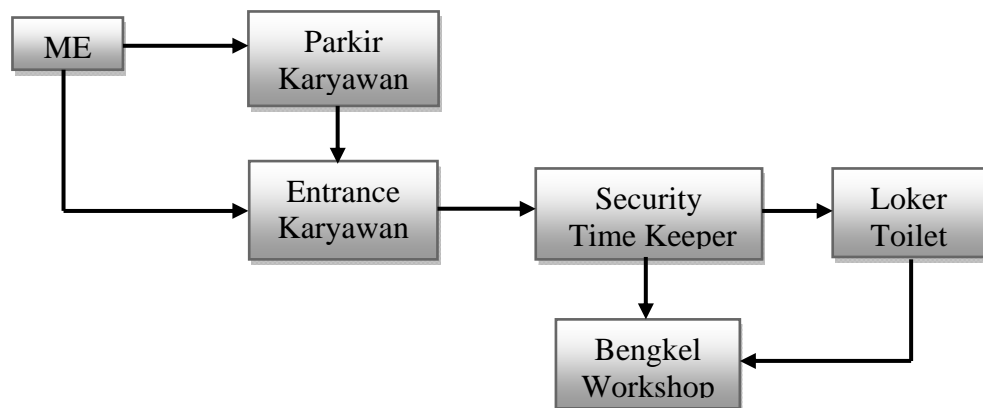 ME
Parkir
Karyawan
Entrance
Karyawan
Security
Time Keeper
Loker
Toilet
Bengkel
Workshop